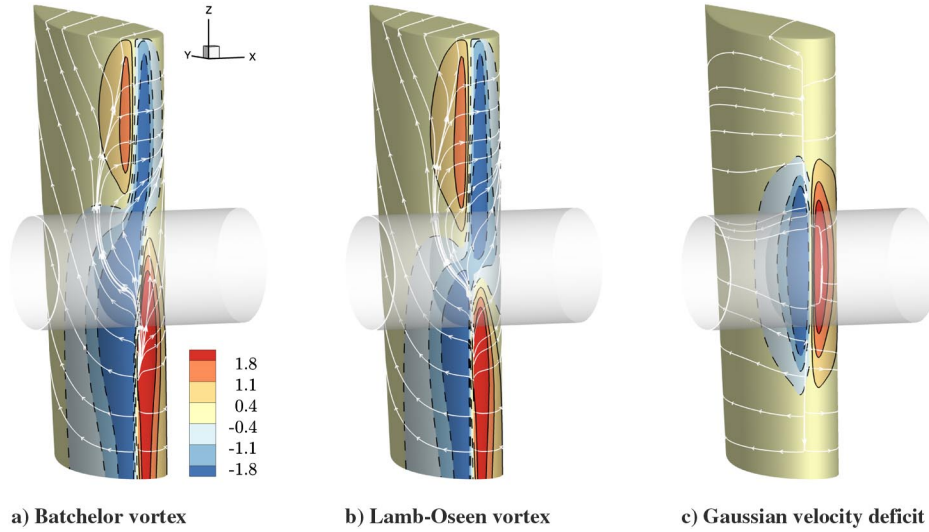 Z
Y
X
1.8
1.1
0.4
-0.4
-1.1
-1.8
a) Batchelor vortex
b) Lamb-Oseen vortex
c) Gaussian velocity deficit